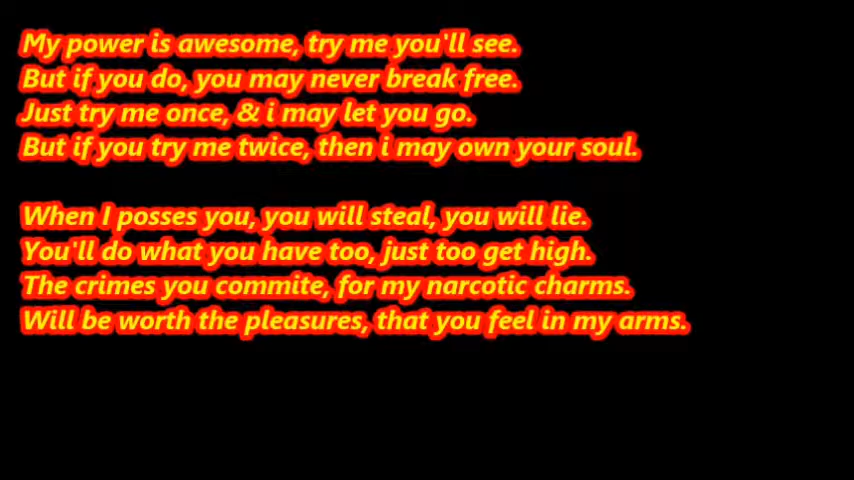 My power is awesome, try me you'll see.
But if you do, you may never break free.
Just try me once, & i may let you go.
But if you try me twice, then i may own your soul.
When I posses you, you will steal, you will lie.
You'll do what you have too, just too get high.
The crimes you commite, for my narcotic charms.
Will be worth the pleasures, that you feel in my arms.